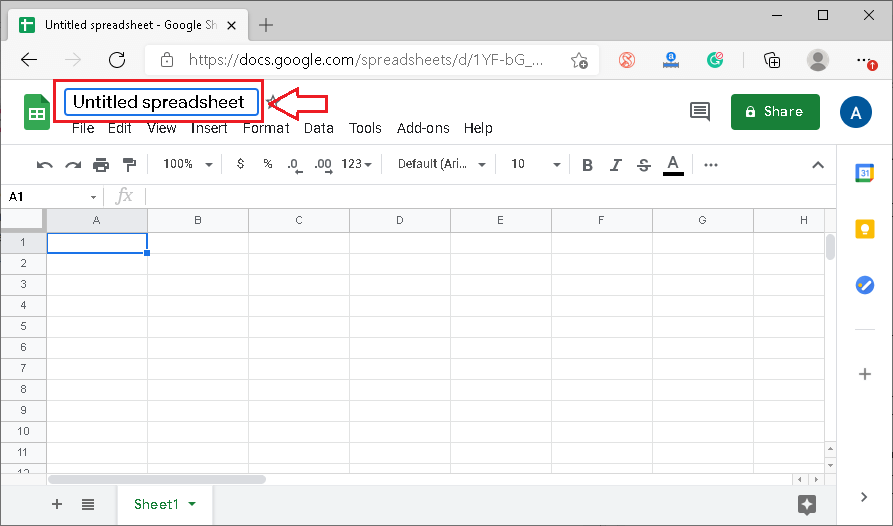 Untitled spreadsheet - Google Sh
https://docs.google.com/spreadsheets/d/1YF-bG_...
Untitled spreadsheet
File Edit View Insert Format Data Tools Add-ons Help
Share
A
100% $ % .0 .00 123 Default (Ari... 10 B I S A
31
A1 fx
A B C D E F G H
1
2
3
4
5
6
7
8
9
10
11
12
Sheet1